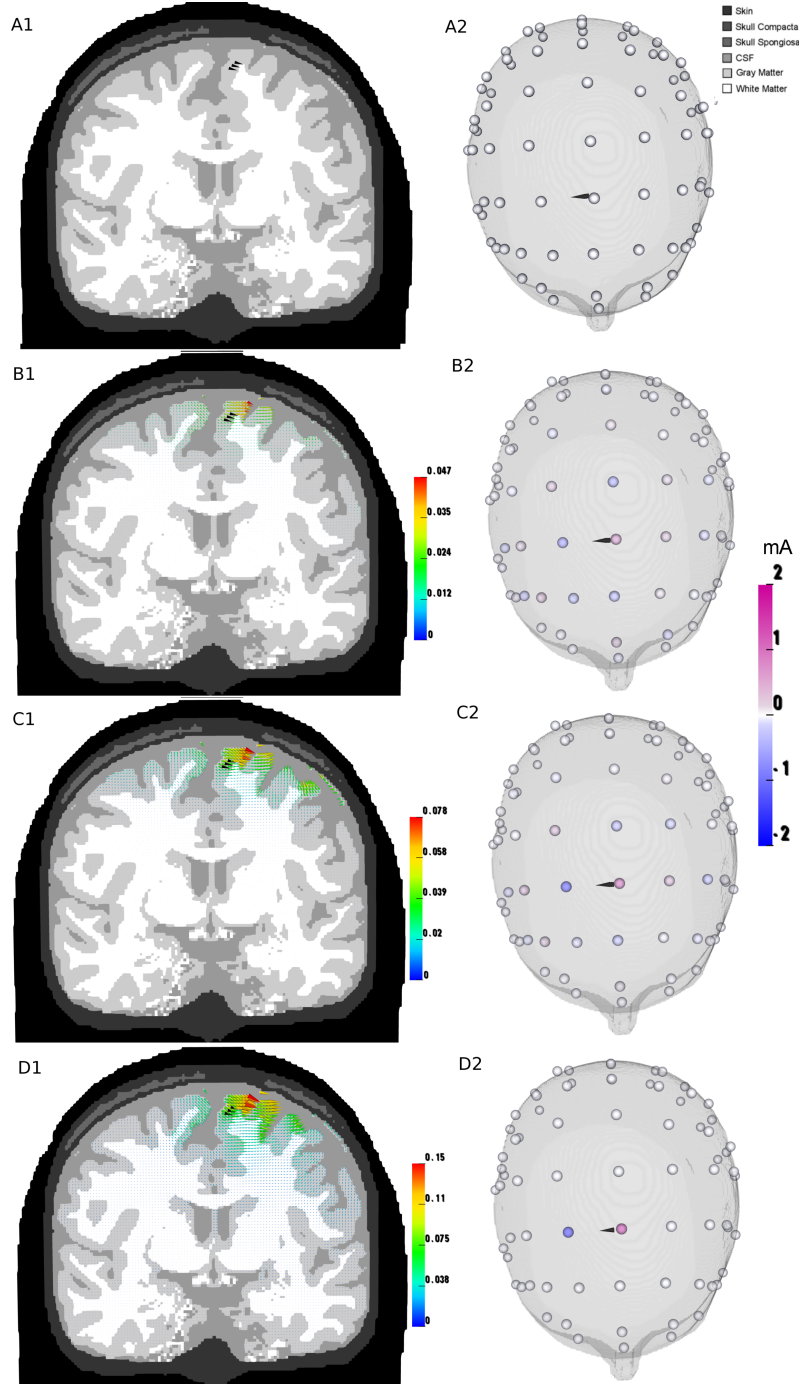 A1
A2
Skin
Skull Compacta
Skull Spongiosa
CSF
Gray Matter
White Matter
B1
B2
0.047
0.035
0.024
0.012
0
mA
2
1
0
-1
-2
C1
C2
0.078
0.058
0.039
0.02
0
D1
D2
0.15
0.11
0.075
0.038
0